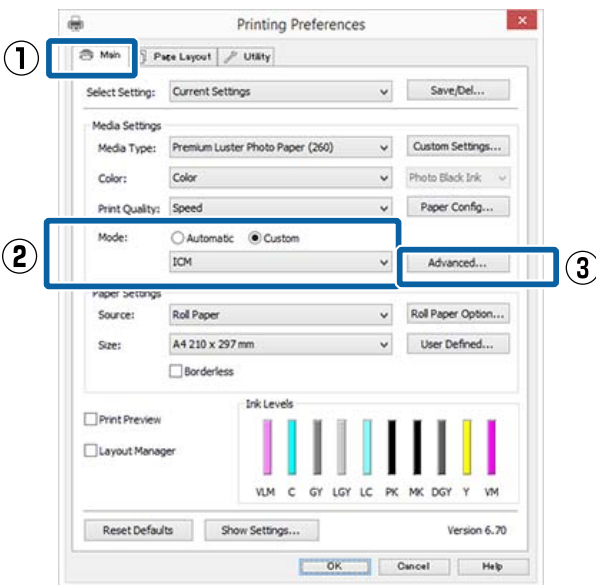 Printing Preferences
①
Main Page Layout Utility
Select Setting: Current Settings Save/Del...
Media Settings
Media Type: Premium Luster Photo Paper (260) Custom Settings...
Color: Color Photo Black Ink
Print Quality: Speed Paper Config...
②
Mode: Automatic Custom
ICM Advanced...
③
Paper Settings
Source: Roll Paper Roll Paper Option...
Size: A4 210 x 297 mm User Defined...
Borderless
Ink Levels
Print Preview
Layout Manager
VLM C GY LGY LC PK MK DGY Y VM
Reset Defaults Show Settings... Version 6.70
OK Cancel Help